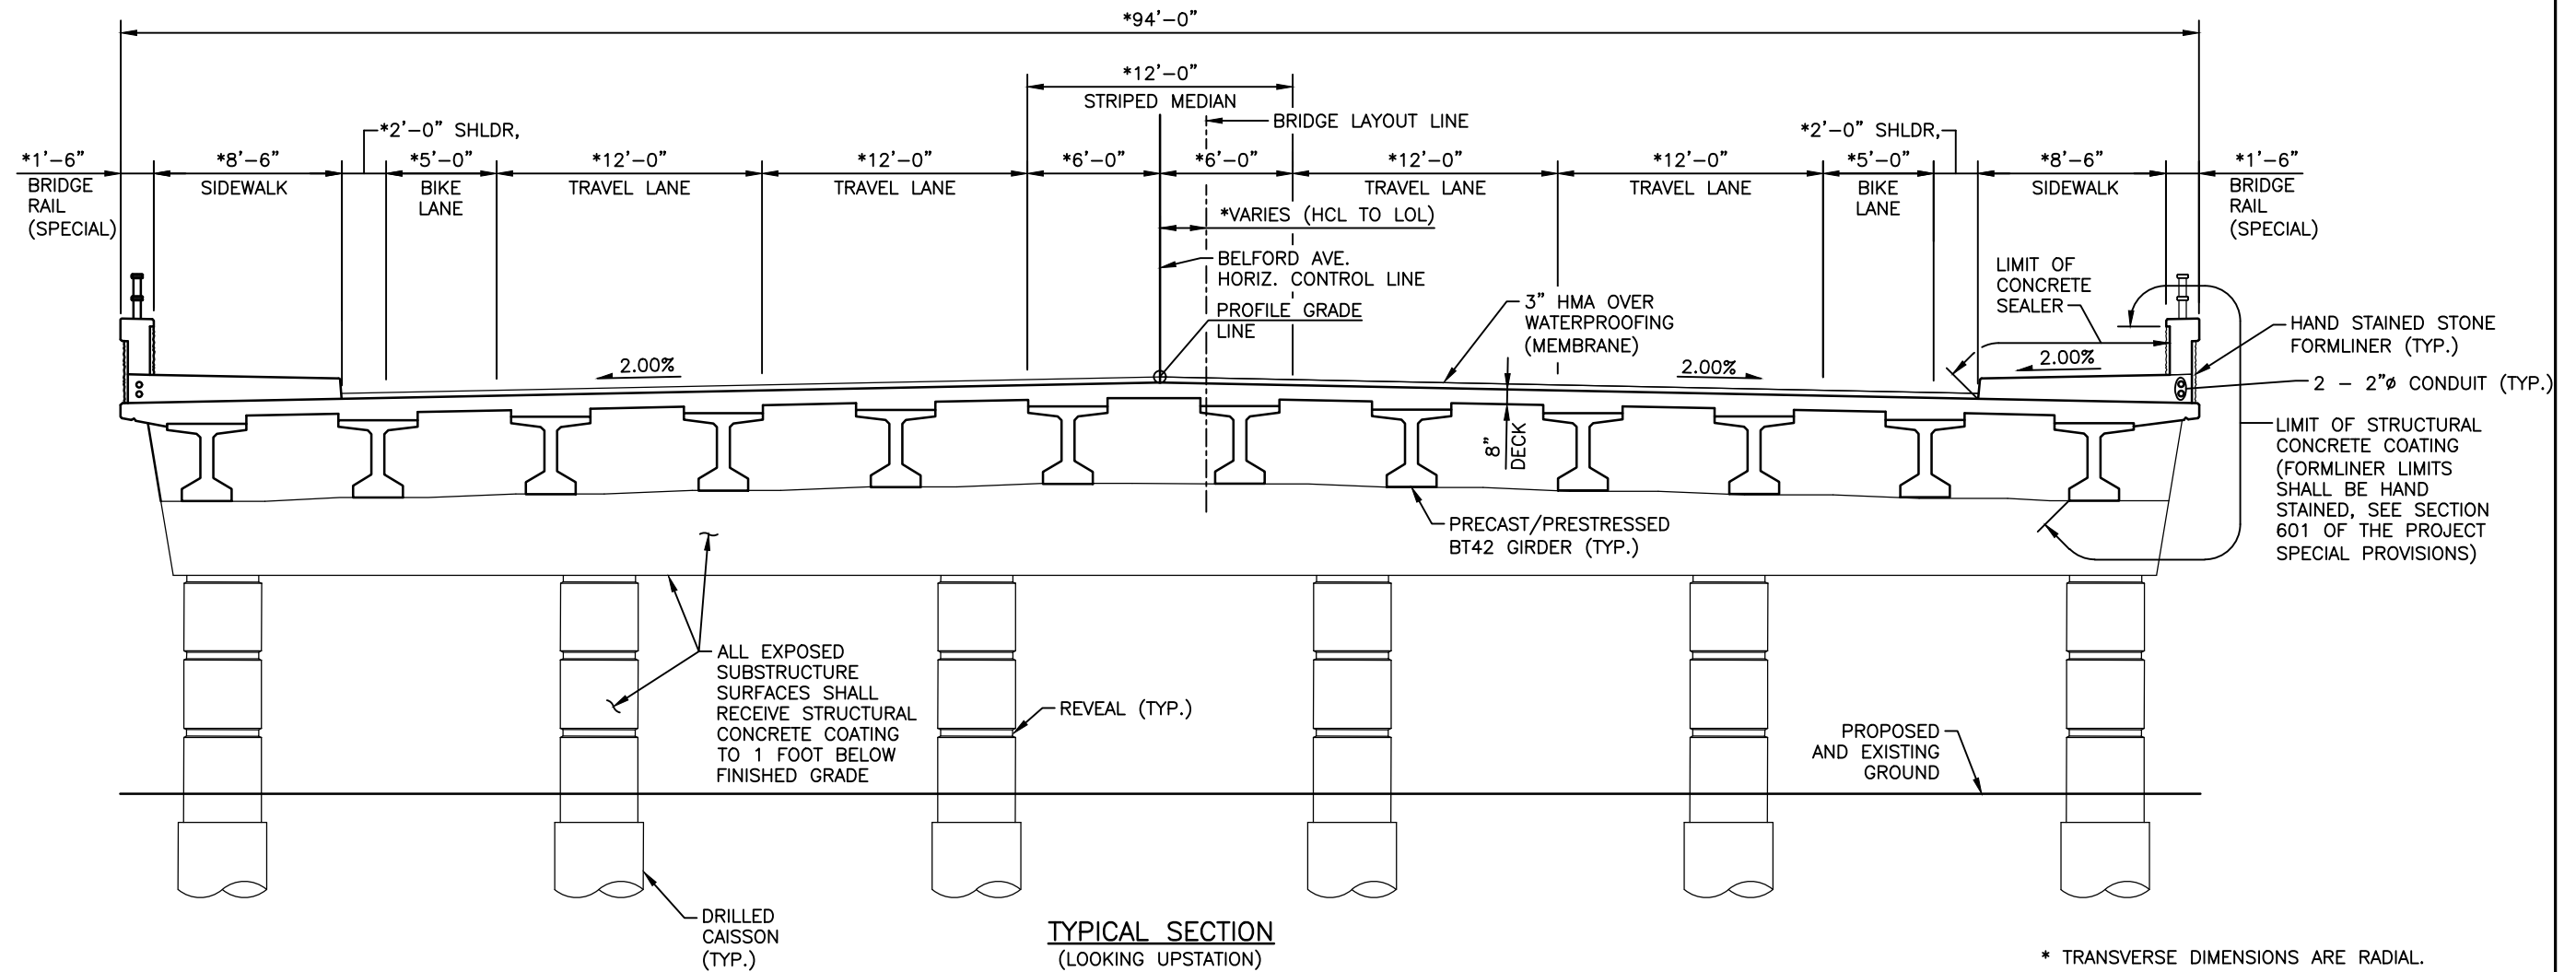 *94'-0"
*12'-0"
STRIPED MEDIAN
BRIDGE LAYOUT LINE
*2'-0" SHLDR,
*2'-0" SHLDR,
*1'-6"
BRIDGE
RAIL
(SPECIAL)
*8'-6"
SIDEWALK
*5'-0"
BIKE
LANE
*12'-0"
TRAVEL LANE
*12'-0"
TRAVEL LANE
*6'-0"
*6'-0"
*12'-0"
TRAVEL LANE
*12'-0"
TRAVEL LANE
*5'-0"
BIKE
LANE
*8'-6"
SIDEWALK
*1'-6"
BRIDGE
RAIL
(SPECIAL)
*VARIES (HCL TO LOL)
BELFORD AVE.
HORIZ. CONTROL LINE
PROFILE GRADE
LINE
3" HMA OVER
WATERPROOFING
(MEMBRANE)
LIMIT OF
CONCRETE
SEALER
HAND STAINED STONE
FORMLINER (TYP.)
2.00%
2.00%
2.00%
2 - 2"ø CONDUIT (TYP.)
8"
DECK
LIMIT OF STRUCTURAL
CONCRETE COATING
(FORMLINER LIMITS
SHALL BE HAND
STAINED, SEE SECTION
601 OF THE PROJECT
SPECIAL PROVISIONS)
PRECAST/PRESTRESSED
BT42 GIRDER (TYP.)
ALL EXPOSED
SUBSTRUCTURE
SURFACES SHALL
RECEIVE STRUCTURAL
CONCRETE COATING
TO 1 FOOT BELOW
FINISHED GRADE
REVEAL (TYP.)
PROPOSED
AND EXISTING
GROUND
DRILLED
CAISSON
(TYP.)
TYPICAL SECTION
(LOOKING UPSTATION)
* TRANSVERSE DIMENSIONS ARE RADIAL.